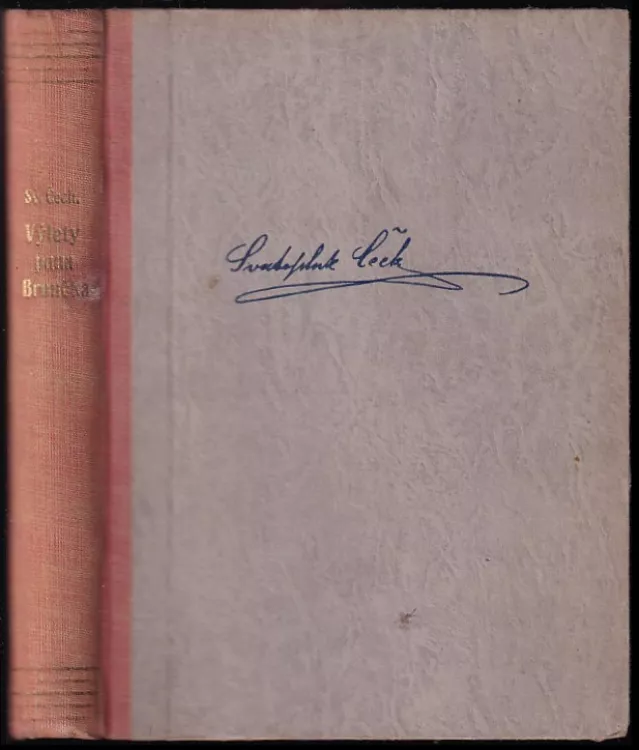 Sv. Čech.
Výlety
pana
Broučka
Svatopluk Čech